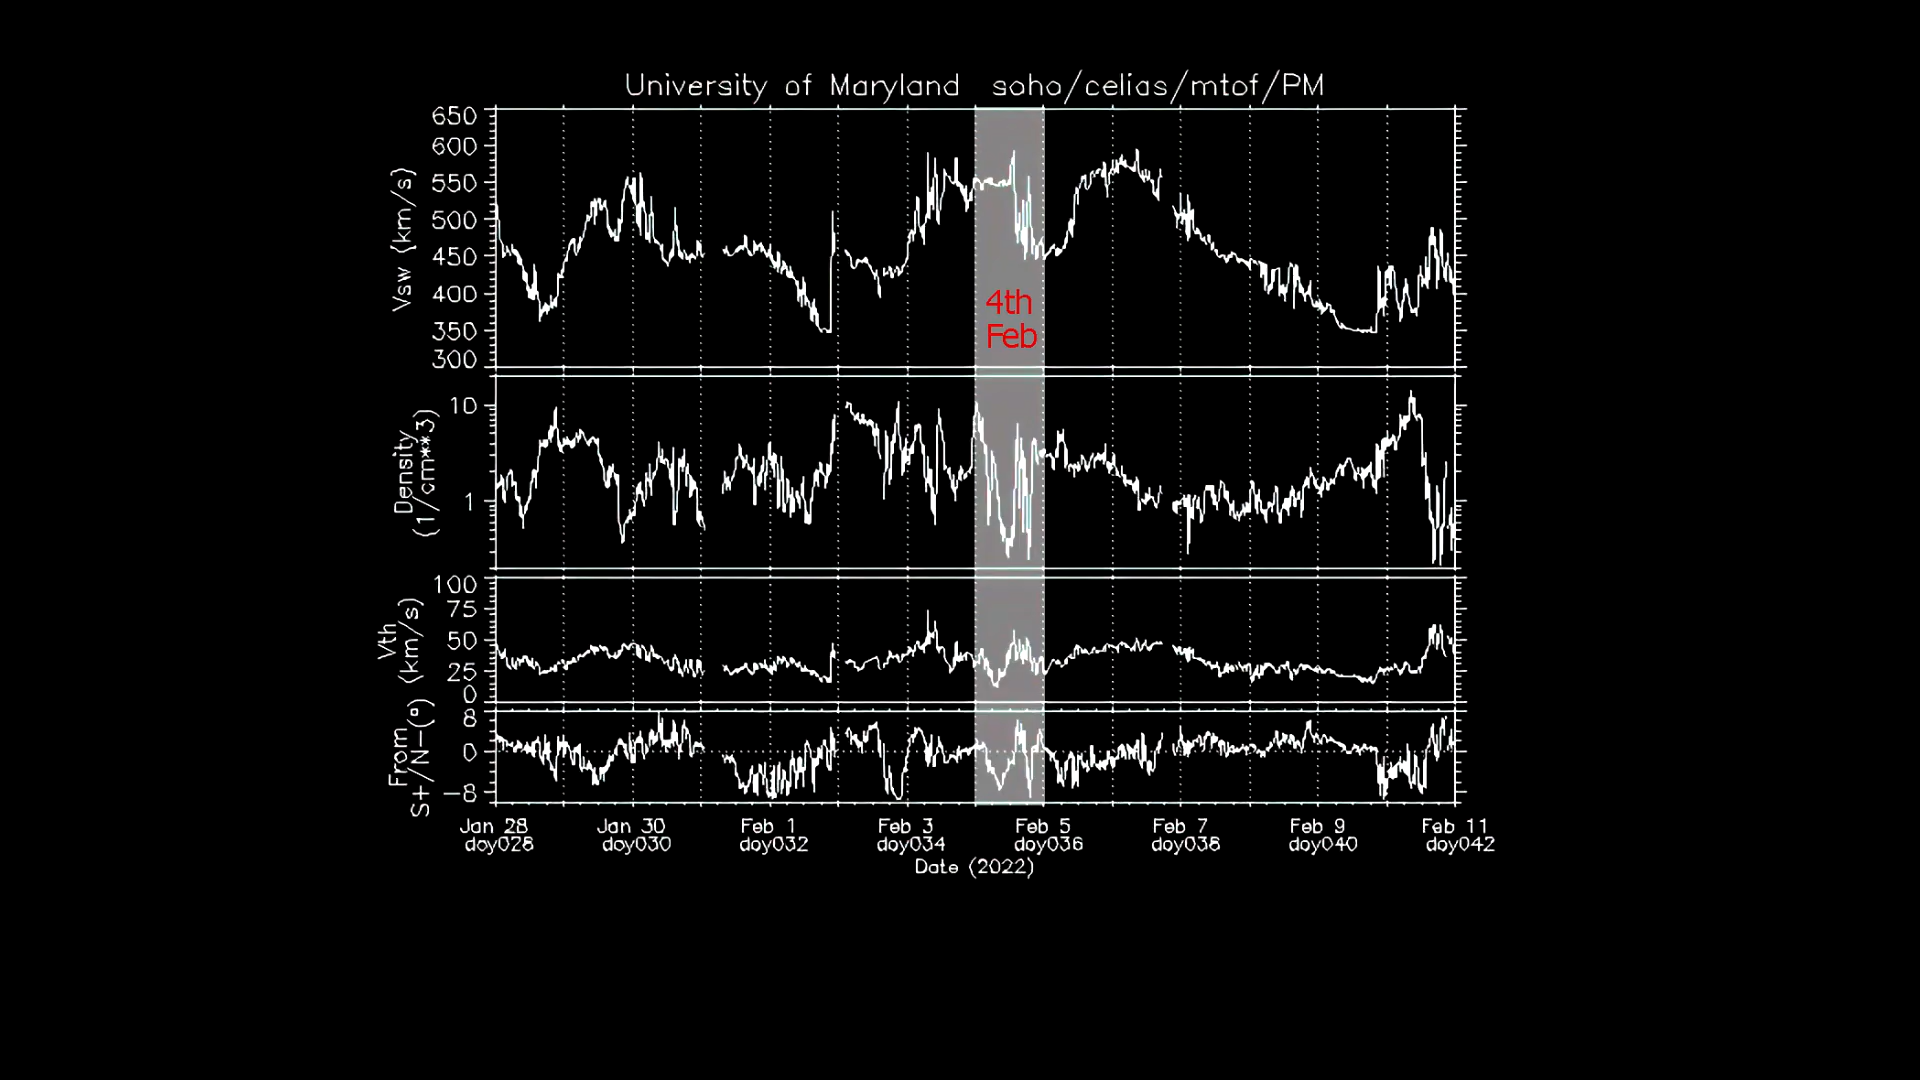 University of Maryland soho/celias/mtof/PM
650
600
550
500
450
400
350
300
Vsw (km/s)
4th
Feb
10
1
Density
(1/cm**3)
100
75
50
25
0
Vth
(km/s)
8
0
-8
From
S+/N-(°)
Jan 28 Jan 30 Feb 1 Feb 3 Feb 5 Feb 7 Feb 9 Feb 11
doy028 doy030 doy032 doy034 doy036 doy038 doy040 doy042
Date (2022)